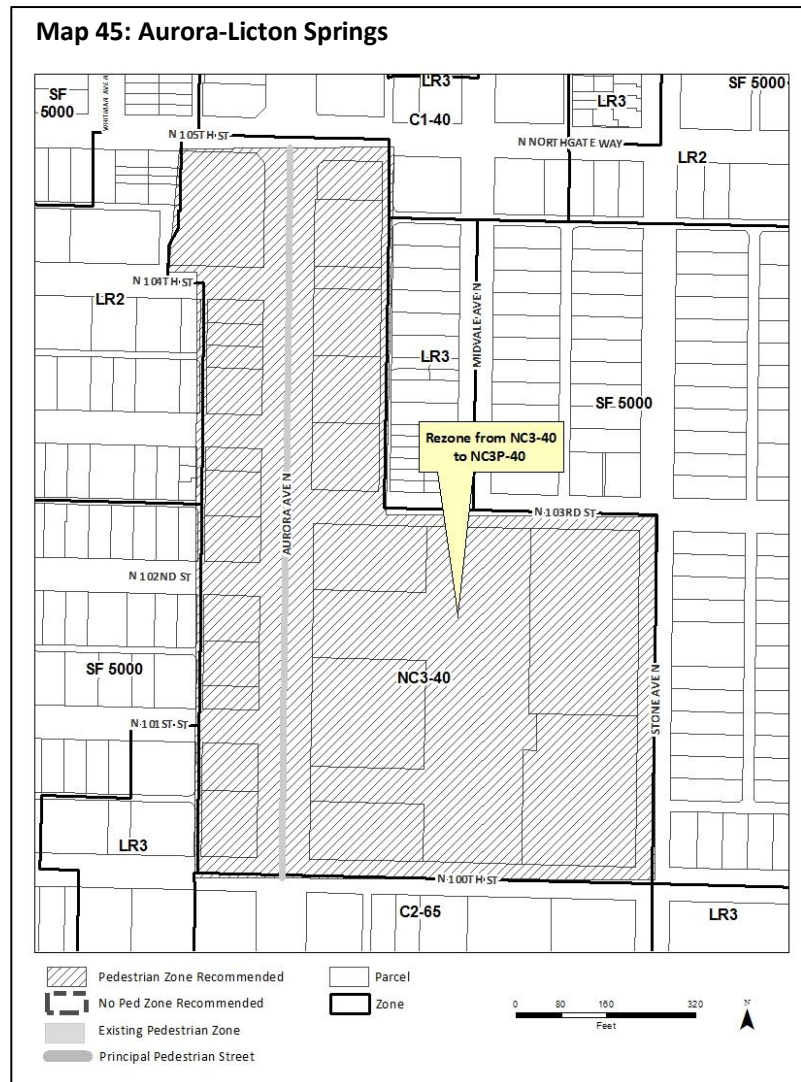 Map 45: Aurora-Licton Springs
SF
5000
WHITMAN AVE N
LR3
C1-40
LR3
SF 5000
N 105TH ST
N NORTHGATE WAY
LR2
N 104TH ST
LR2
MIDVALE AVE N
LR3
SF 5000
Rezone from NC3-40
to NC3P-40
AURORA AVE N
N 103RD ST
N 102ND ST
SF 5000
NC3-40
STONE AVE N
N 101ST ST
LR3
N 100TH ST
C2-65
LR3
Pedestrian Zone Recommended
No Ped Zone Recommended
Existing Pedestrian Zone
Principal Pedestrian Street
Parcel
Zone
0 80 160 320
Feet
N